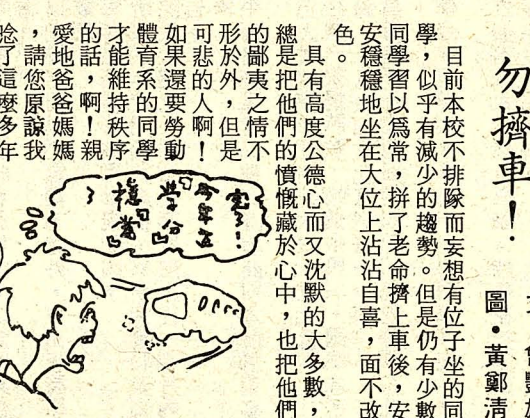 勿擠車！
圖・黃鄭清
目前本校不排隊而妄想有位子坐的同
學，似乎有減少的趨勢。但是仍有少數
同學習以爲常，拼了老命擠上車後，安
安穩穩地坐在大位上沾沾自喜，面不改
色。
具有高度公德心而又沈默的大多數，
總是把他們的憤慨藏於心中，也把他們
的鄙夷之情不
形於外，但是
可悲的人啊！
如果還要勞動
體育系的同學
才能維持秩序
的話，啊！親
愛地爸爸媽媽
，請您原諒我
唸了這麼多年
完了！
學分